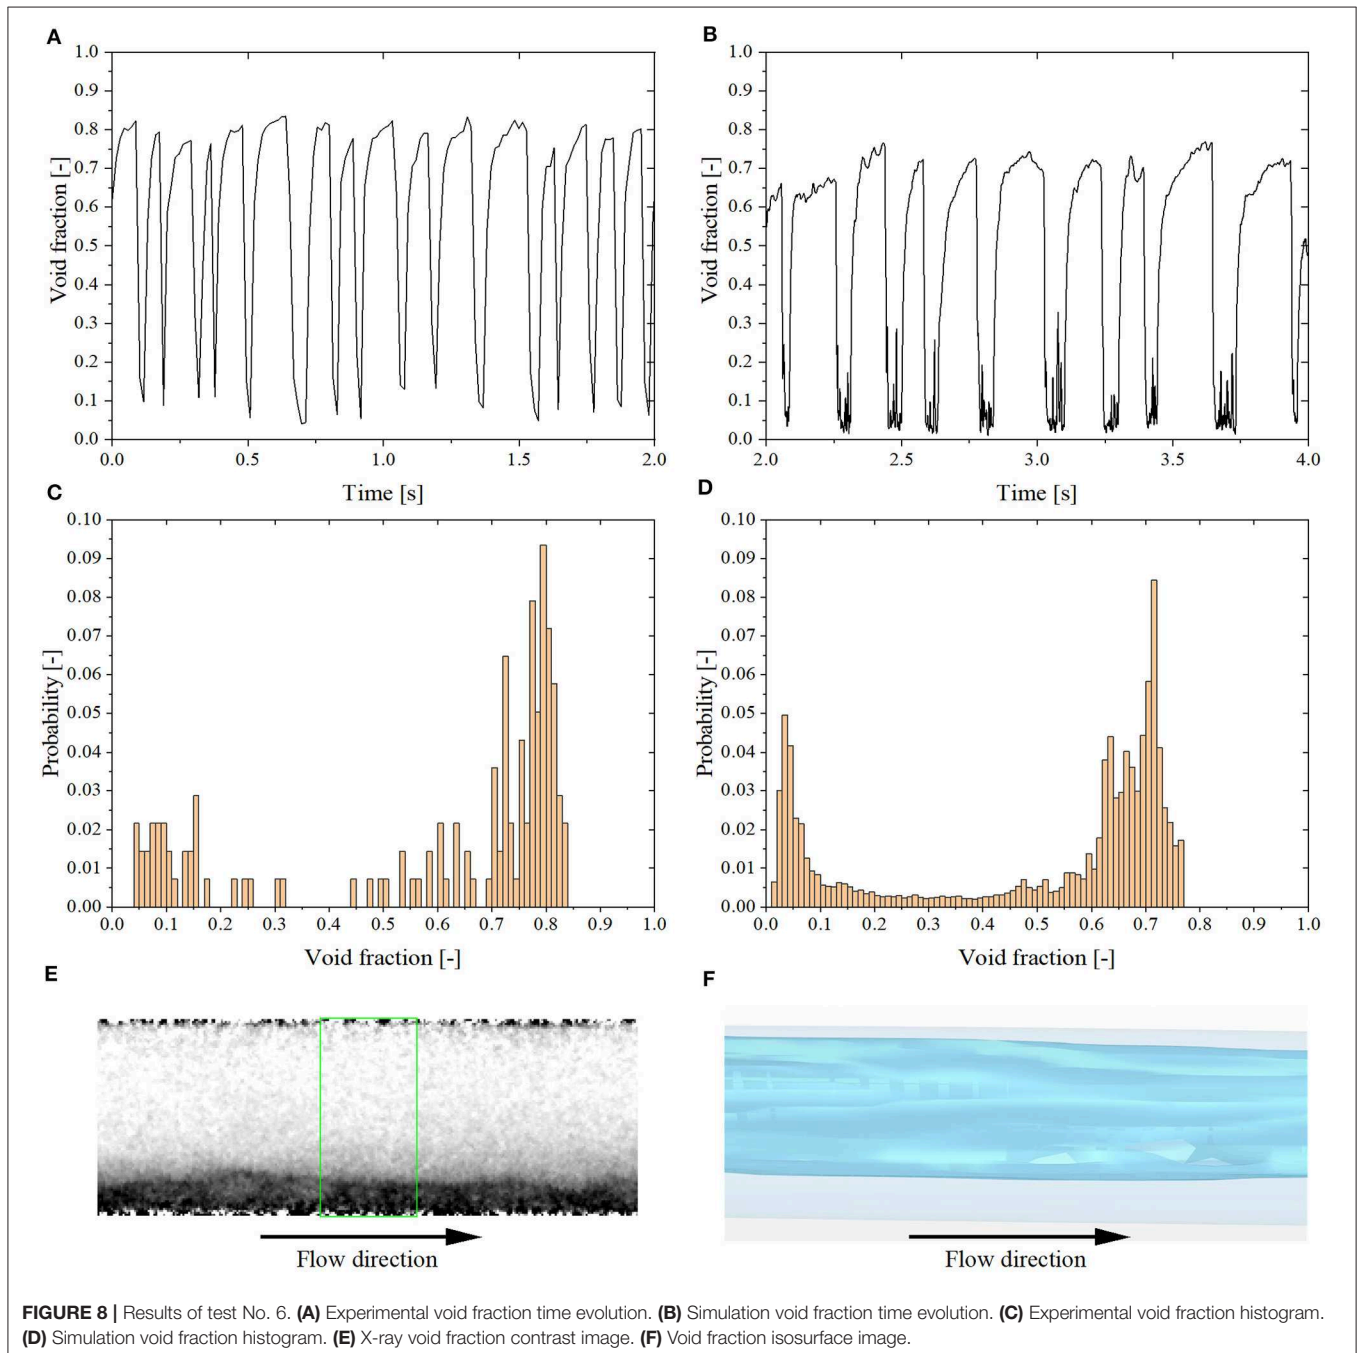 A
B
1.0
0.9
0.8
0.7
0.6
0.5
0.4
0.3
0.2
0.1
0.0
Void fraction [-]
0.0 0.5 1.0 1.5 2.0
Time [s]
1.0
0.9
0.8
0.7
0.6
0.5
0.4
0.3
0.2
0.1
0.0
Void fraction [-]
2.0 2.5 3.0 3.5 4.0
Time [s]
C
D
0.10
0.09
0.08
0.07
0.06
0.05
0.04
0.03
0.02
0.01
0.00
Probability [-]
0.0 0.1 0.2 0.3 0.4 0.5 0.6 0.7 0.8 0.9 1.0
Void fraction [-]
0.10
0.09
0.08
0.07
0.06
0.05
0.04
0.03
0.02
0.01
0.00
Probability [-]
0.0 0.1 0.2 0.3 0.4 0.5 0.6 0.7 0.8 0.9 1.0
Void fraction [-]
E
F
Flow direction
Flow direction
FIGURE 8 | Results of test No. 6. (A) Experimental void fraction time evolution. (B) Simulation void fraction time evolution. (C) Experimental void fraction histogram.
(D) Simulation void fraction histogram. (E) X-ray void fraction contrast image. (F) Void fraction isosurface image.